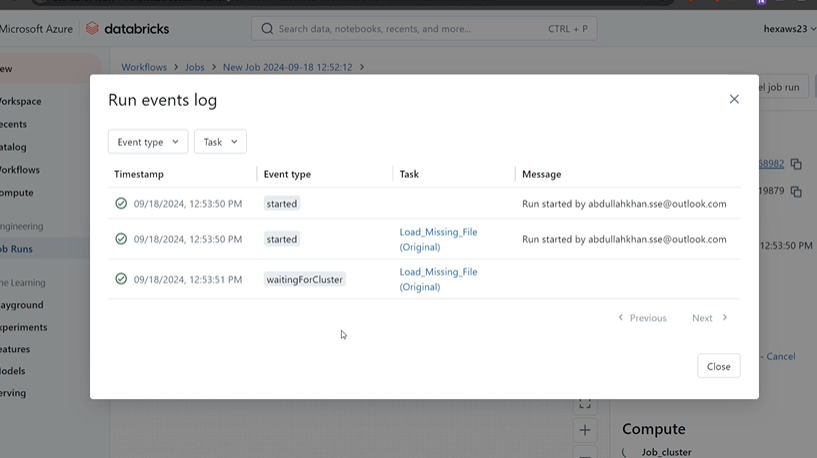 Microsoft Azure
databricks
Search data, notebooks, recents, and more...
CTRL + P
hexaws23
ew
Workflows > Jobs > New Job 2024-09-18 12:52:12 >
Run events log
el job run
orkspace
ecents
atalog
orkflows
ompute
Event type
Task
Timestamp
Event type
Task
Message
68982
09/18/2024, 12:53:50 PM
started
Run started by abdullahkhan.sse@outlook.com
19879
ngineering
ob Runs
09/18/2024, 12:53:50 PM
started
Load_Missing_File
(Original)
Run started by abdullahkhan.sse@outlook.com
12:53:50 PM
09/18/2024, 12:53:51 PM
waitingForCluster
Load_Missing_File
(Original)
ne Learning
ayground
xperiments
eatures
odels
erving
Previous
Next
- Cancel
Close
Compute
Job_cluster